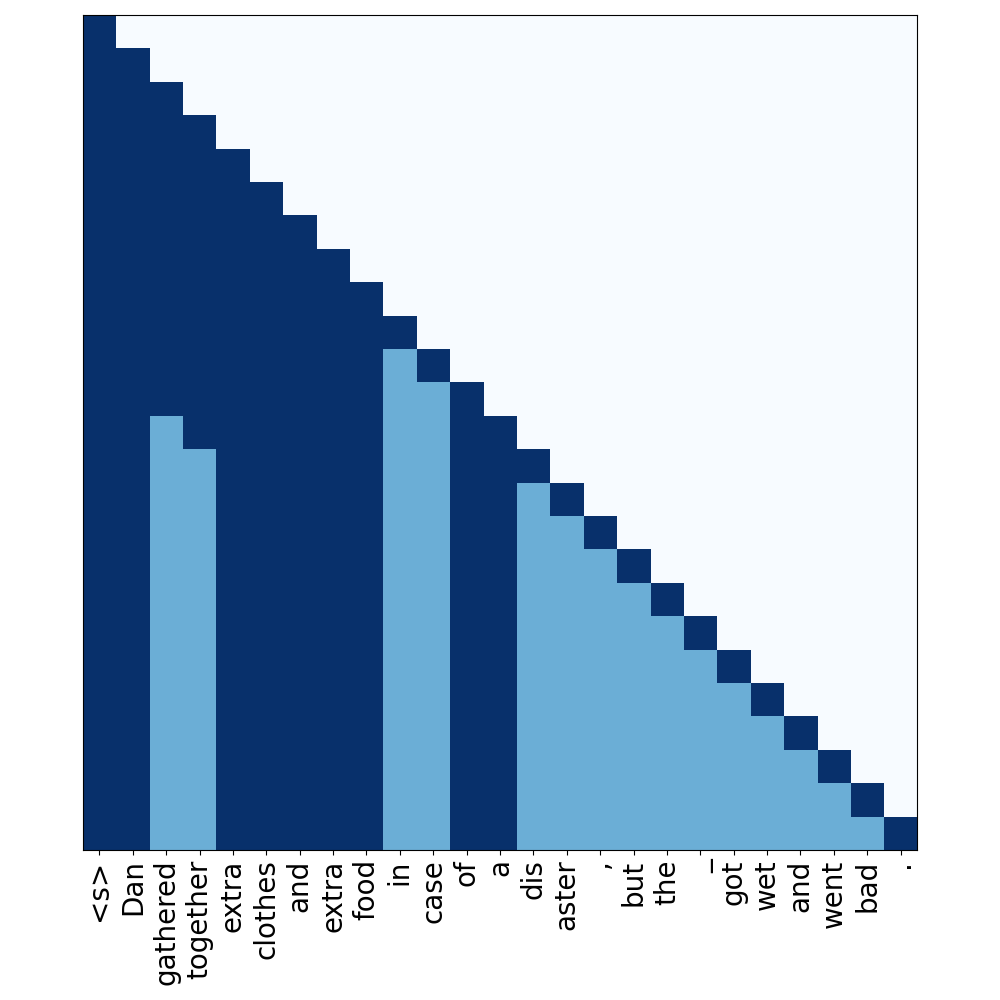 <s> Dan gathered together extra clothes and extra food in case of a dis aster , but the _ got wet and went bad .